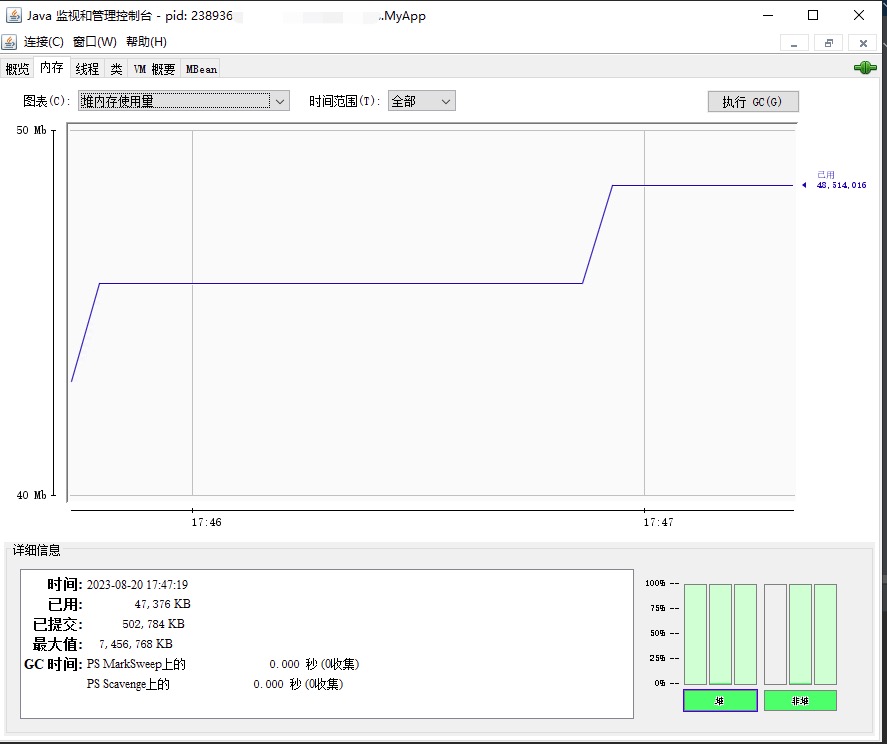 Java 监视和管理控制台 - pid: 238936 .MyApp
连接(C) 窗口(W) 帮助(H)
概览 内存 线程 类 VM 概要 MBean
图表(C): 堆内存使用量 时间范围(T): 全部 执行 GC(G)
50 Mb
已用
48,514,016
40 Mb
17:46 17:47
详细信息
时间: 2023-08-20 17:47:19
已用: 47,376 KB
已提交: 502,784 KB
最大值: 7,456,768 KB
GC 时间: PS MarkSweep上的 0.000 秒 (0收集)
PS Scavenge上的 0.000 秒 (0收集)
100% --
75% --
50% --
25% --
0% --
堆 非堆